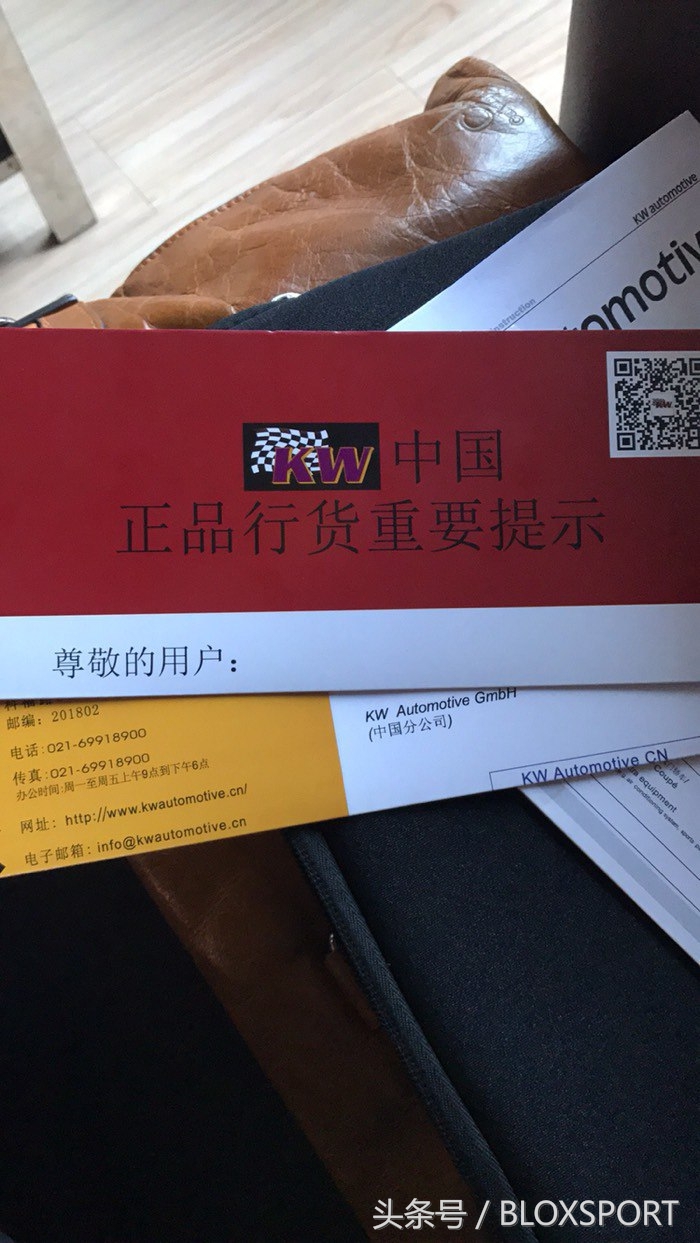 KW automotive
KW 中国
正品行货重要提示
尊敬的用户：
邮编：201802
电话:021-69918900
传真:021-69918900
办公时间:周一至周五上午9点到下午6点
网址：http://www.kwautomotive.cn/
电子邮箱：info@kwautomotive.cn
KW Automotive GmbH
(中国分公司)
KW Automotive CN
Coupé
equipment
头条号 / BLOXSPORT